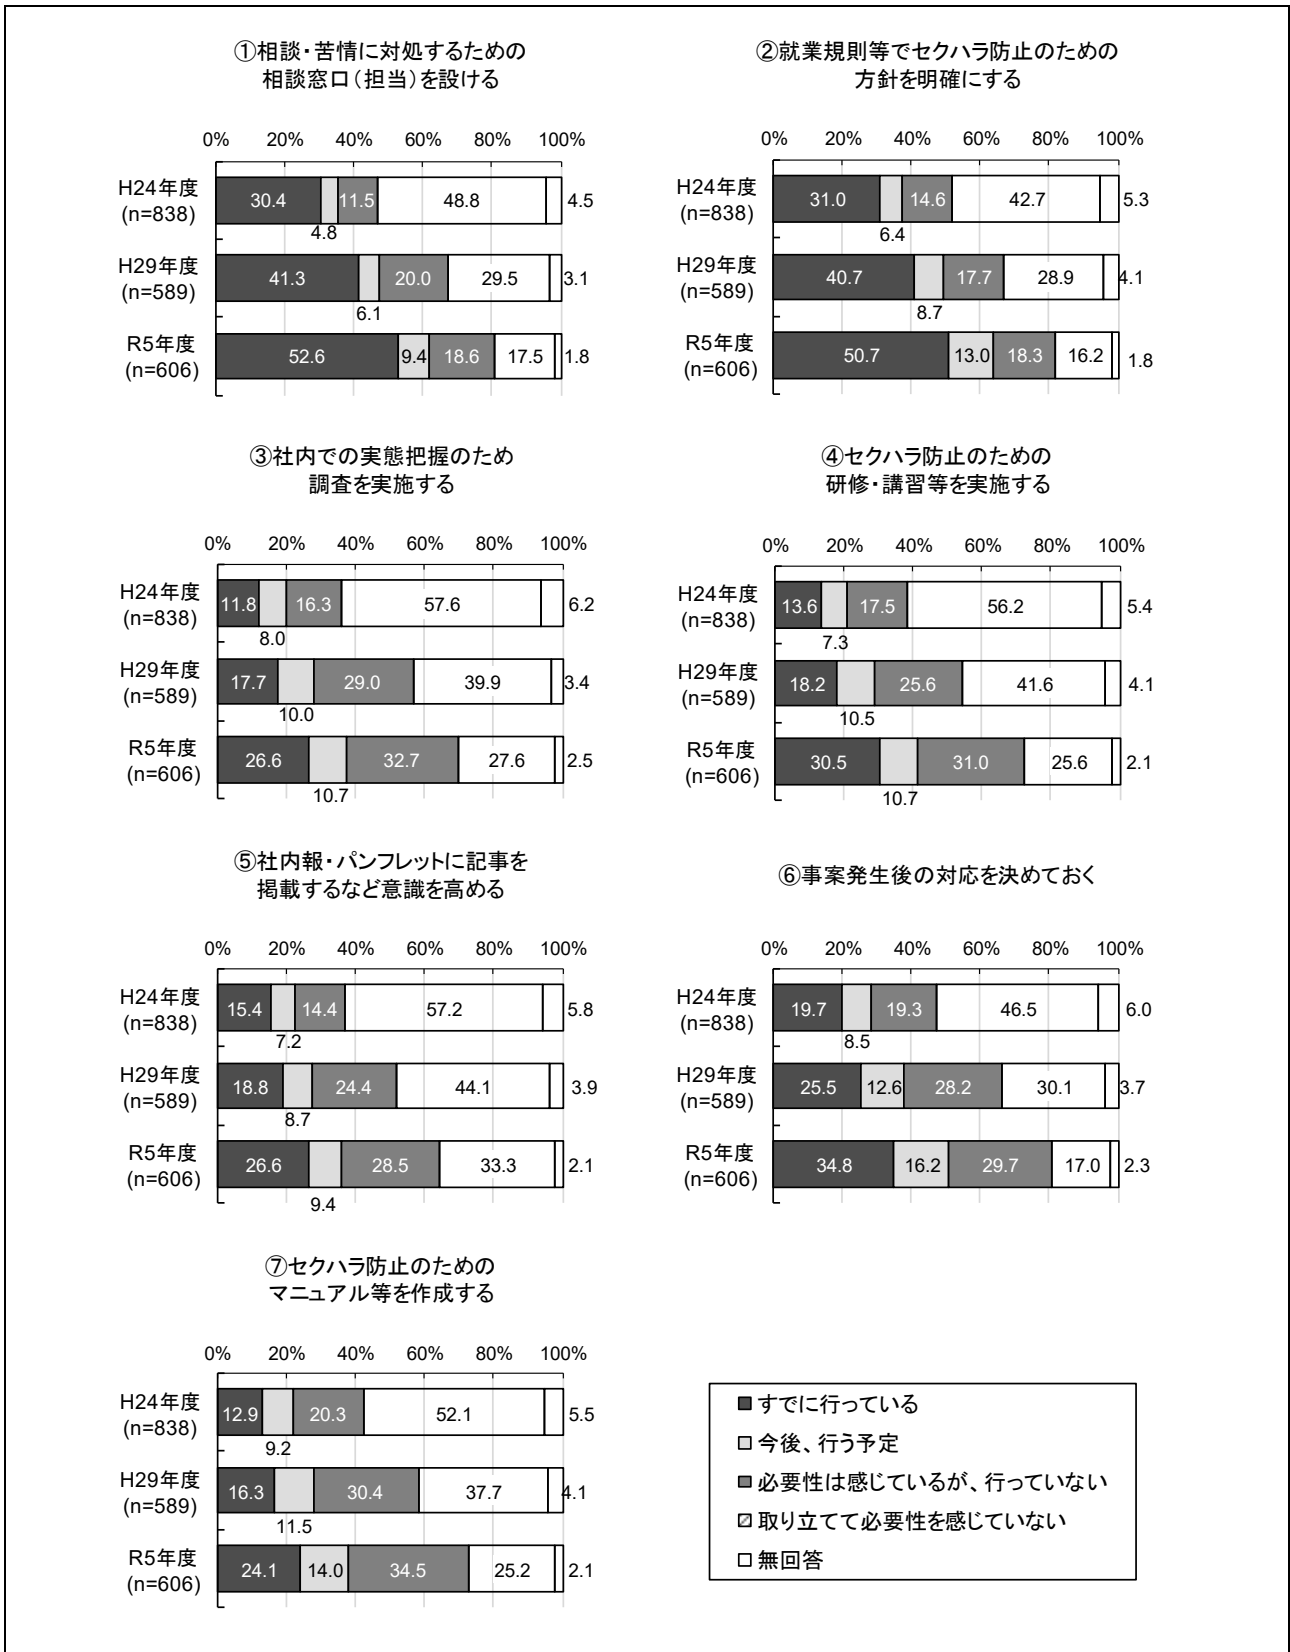 ①相談・苦情に対処するための
相談窓口（担当）を設ける
0% 20% 40% 60% 80% 100%
H24年度
(n=838)
30.4 11.5 48.8 4.5
4.8
H29年度
(n=589)
41.3 20.0 29.5 3.1
6.1
R5年度
(n=606)
52.6 9.4 18.6 17.5 1.8
②就業規則等でセクハラ防止のための
方針を明確にする
0% 20% 40% 60% 80% 100%
H24年度
(n=838)
31.0 14.6 42.7 5.3
6.4
H29年度
(n=589)
40.7 17.7 28.9 4.1
8.7
R5年度
(n=606)
50.7 13.0 18.3 16.2 1.8
③社内での実態把握のため
調査を実施する
0% 20% 40% 60% 80% 100%
H24年度
(n=838)
11.8 16.3 57.6 6.2
8.0
H29年度
(n=589)
17.7 29.0 39.9 3.4
10.0
R5年度
(n=606)
26.6 32.7 27.6 2.5
10.7
④セクハラ防止のための
研修・講習等を実施する
0% 20% 40% 60% 80% 100%
H24年度
(n=838)
13.6 17.5 56.2 5.4
7.3
H29年度
(n=589)
18.2 25.6 41.6 4.1
10.5
R5年度
(n=606)
30.5 31.0 25.6 2.1
10.7
⑤社内報・パンフレットに記事を
掲載するなど意識を高める
0% 20% 40% 60% 80% 100%
H24年度
(n=838)
15.4 14.4 57.2 5.8
7.2
H29年度
(n=589)
18.8 24.4 44.1 3.9
8.7
R5年度
(n=606)
26.6 28.5 33.3 2.1
9.4
⑥事案発生後の対応を決めておく
0% 20% 40% 60% 80% 100%
H24年度
(n=838)
19.7 19.3 46.5 6.0
8.5
H29年度
(n=589)
25.5 12.6 28.2 30.1 3.7
R5年度
(n=606)
34.8 16.2 29.7 17.0 2.3
⑦セクハラ防止のための
マニュアル等を作成する
0% 20% 40% 60% 80% 100%
H24年度
(n=838)
12.9 20.3 52.1 5.5
9.2
H29年度
(n=589)
16.3 30.4 37.7 4.1
11.5
R5年度
(n=606)
24.1 14.0 34.5 25.2 2.1
すでに行っている
今後、行う予定
必要性は感じているが、行っていない
取り立てて必要性を感じていない
無回答